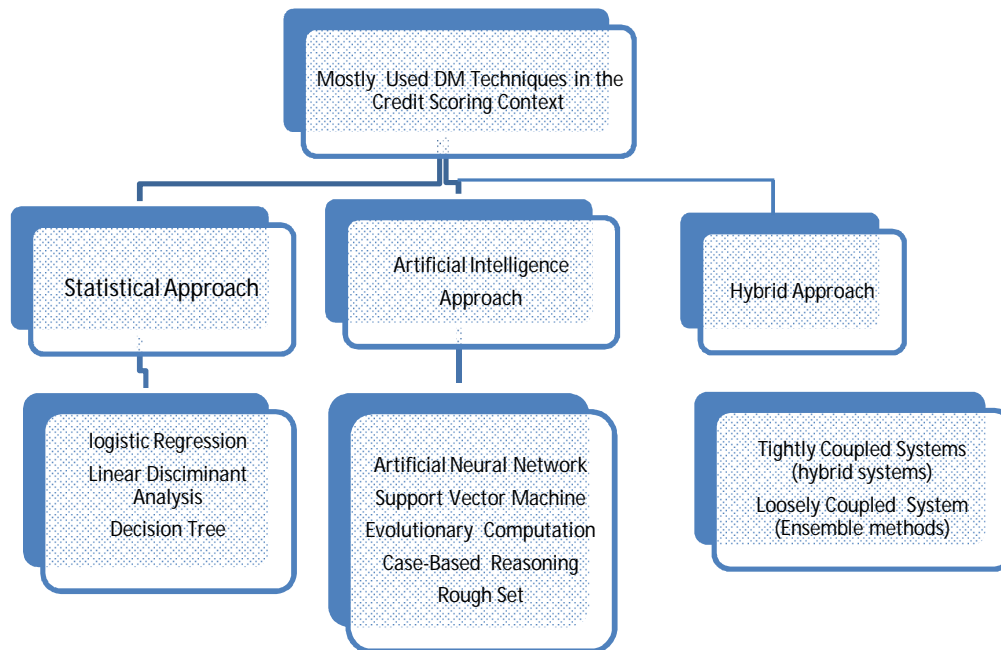 Mostly Used DM Techniques in the
Credit Scoring Context
Statistical Approach
Artificial Intelligence
Approach
Hybrid Approach
logistic Regression
Linear Disciminant
Analysis
Decision Tree
Artificial Neural Network
Support Vector Machine
Evolutionary Computation
Case-Based Reasoning
Rough Set
Tightly Coupled Systems
(hybrid systems)
Loosely Coupled System
(Ensemble methods)